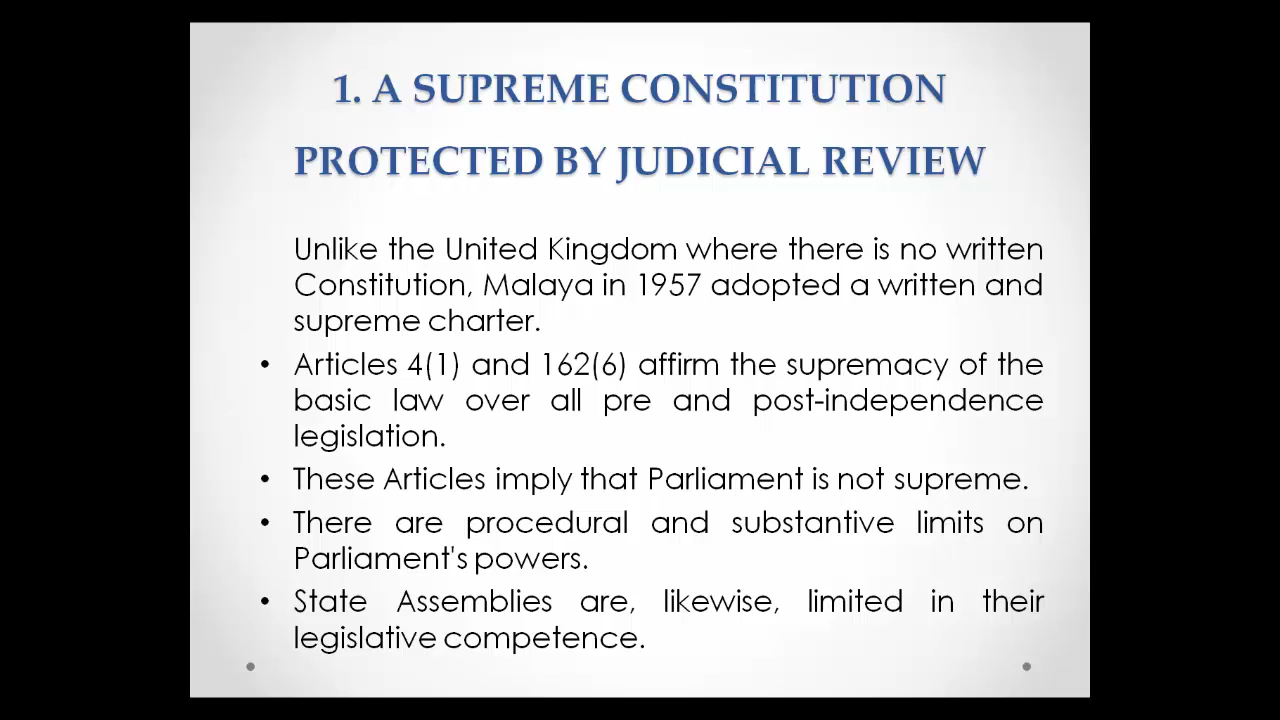 1. A SUPREME CONSTITUTION
PROTECTED BY JUDICIAL REVIEW
Unlike the United Kingdom where there is no written
Constitution, Malaya in 1957 adopted a written and
supreme charter.
• Articles 4(1) and 162(6) affirm the supremacy of the
basic law over all pre and post-independence
legislation.
• These Articles imply that Parliament is not supreme.
• There are procedural and substantive limits on
Parliament's powers.
• State Assemblies are, likewise, limited in their
legislative competence.